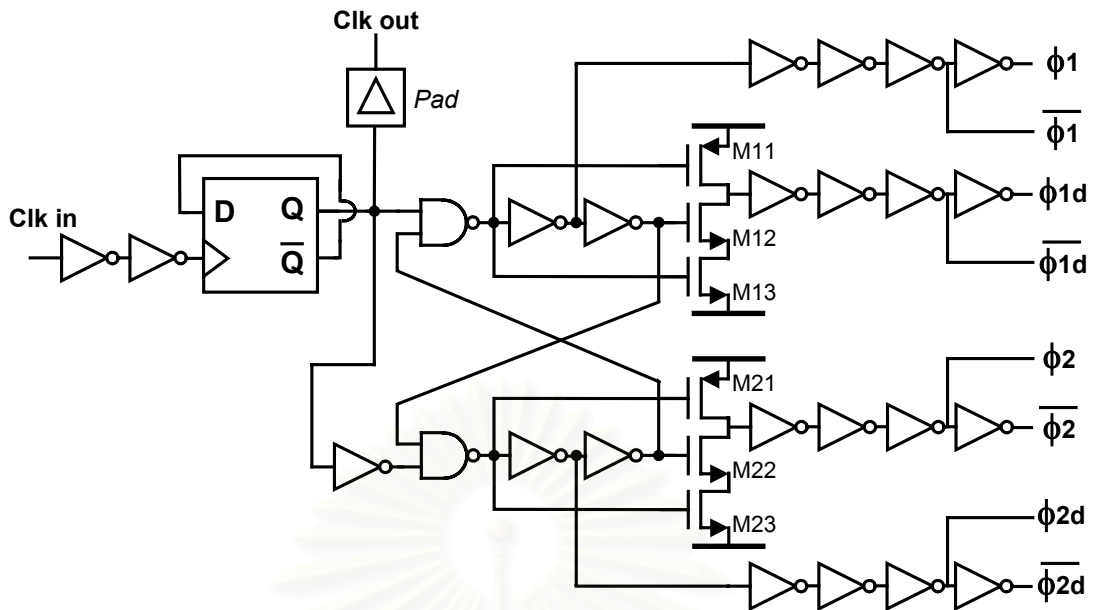 Clk out
Pad
ϕ1
ϕ1̅
M11
M12
M13
ϕ1d
ϕ1d̅
Clk in
D
Q
Q̅
M21
M22
M23
ϕ2
ϕ2̅
ϕ2d
ϕ2d̅